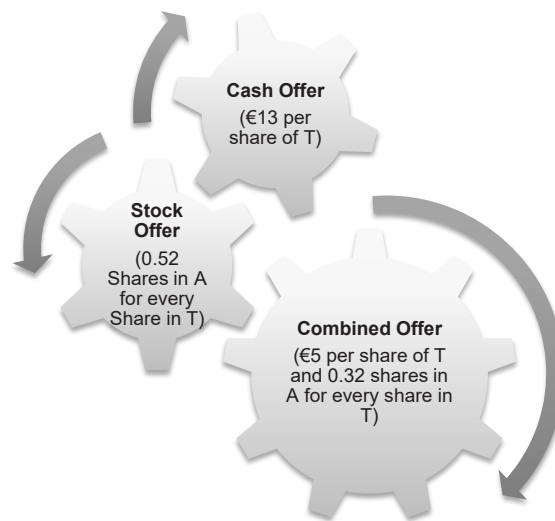 Cash Offer
(€13 per
share of T)
Stock
Offer
(0.52
Shares in A
for every
Share in T)
Combined Offer
(€5 per share of T
and 0.32 shares in
A for every share in
T)